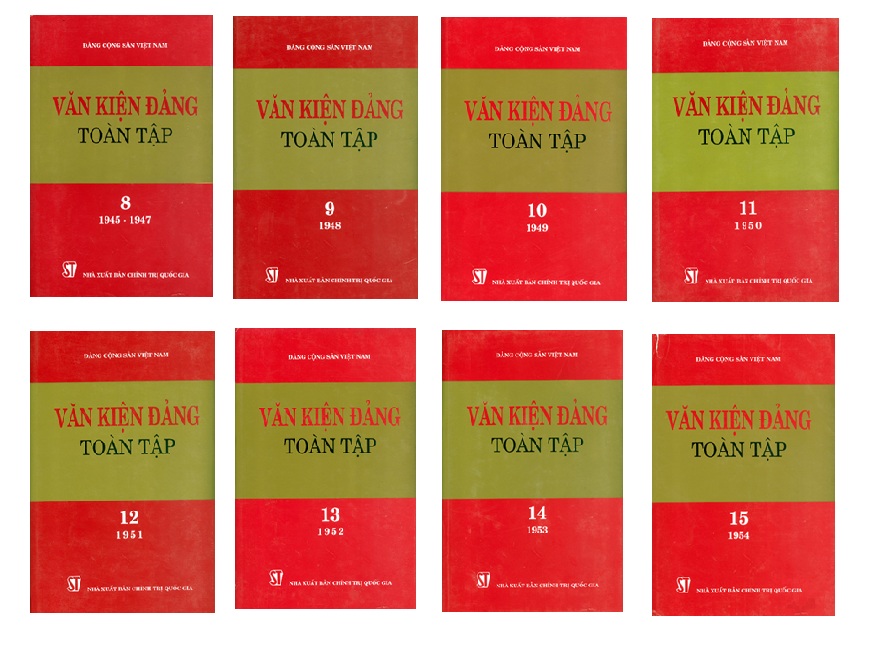 ĐẢNG CỘNG SẢN VIỆT NAM
VĂN KIỆN ĐẢNG
TOÀN TẬP
8
1945 - 1947
ST
NHÀ XUẤT BẢN CHÍNH TRỊ QUỐC GIA
ĐẢNG CỘNG SẢN VIỆT NAM
VĂN KIỆN ĐẢNG
TOÀN TẬP
9
1948
ST
NHÀ XUẤT BẢN CHÍNH TRỊ QUỐC GIA
ĐẢNG CỘNG SẢN VIỆT NAM
VĂN KIỆN ĐẢNG
TOÀN TẬP
10
1949
ST
NHÀ XUẤT BẢN CHÍNH TRỊ QUỐC GIA
ĐẢNG CỘNG SẢN VIỆT NAM
VĂN KIỆN ĐẢNG
TOÀN TẬP
11
1950
ST
NHÀ XUẤT BẢN CHÍNH TRỊ QUỐC GIA
ĐẢNG CỘNG SẢN VIỆT NAM
VĂN KIỆN ĐẢNG
TOÀN TẬP
12
1951
ST
NHÀ XUẤT BẢN CHÍNH TRỊ QUỐC GIA
ĐẢNG CỘNG SẢN VIỆT NAM
VĂN KIỆN ĐẢNG
TOÀN TẬP
13
1952
ST
NHÀ XUẤT BẢN CHÍNH TRỊ QUỐC GIA
ĐẢNG CỘNG SẢN VIỆT NAM
VĂN KIỆN ĐẢNG
TOÀN TẬP
14
1953
ST
NHÀ XUẤT BẢN CHÍNH TRỊ QUỐC GIA
ĐẢNG CỘNG SẢN VIỆT NAM
VĂN KIỆN ĐẢNG
TOÀN TẬP
15
1954
ST
NHÀ XUẤT BẢN CHÍNH TRỊ QUỐC GIA